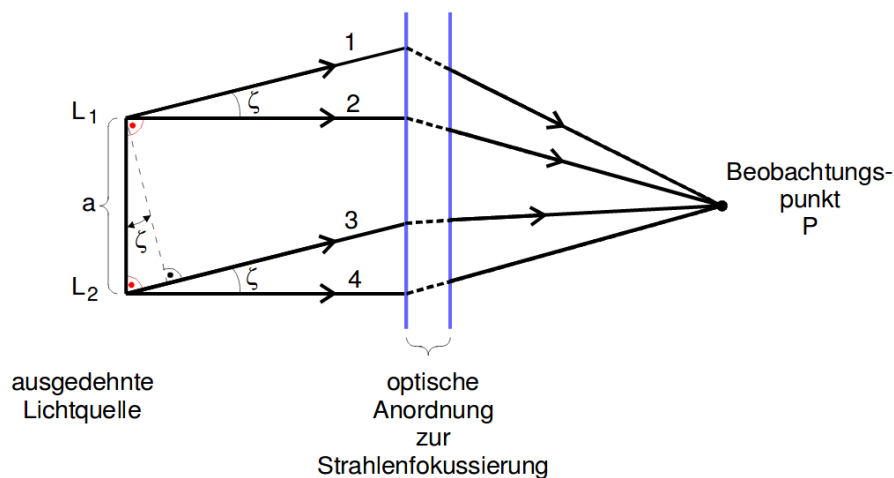 1
L₁
ζ
2
Beobachtungs-
punkt
P
a
ζ
3
L₂
ζ
4
ausgedehnte
Lichtquelle
optische
Anordnung
zur
Strahlenfokussierung